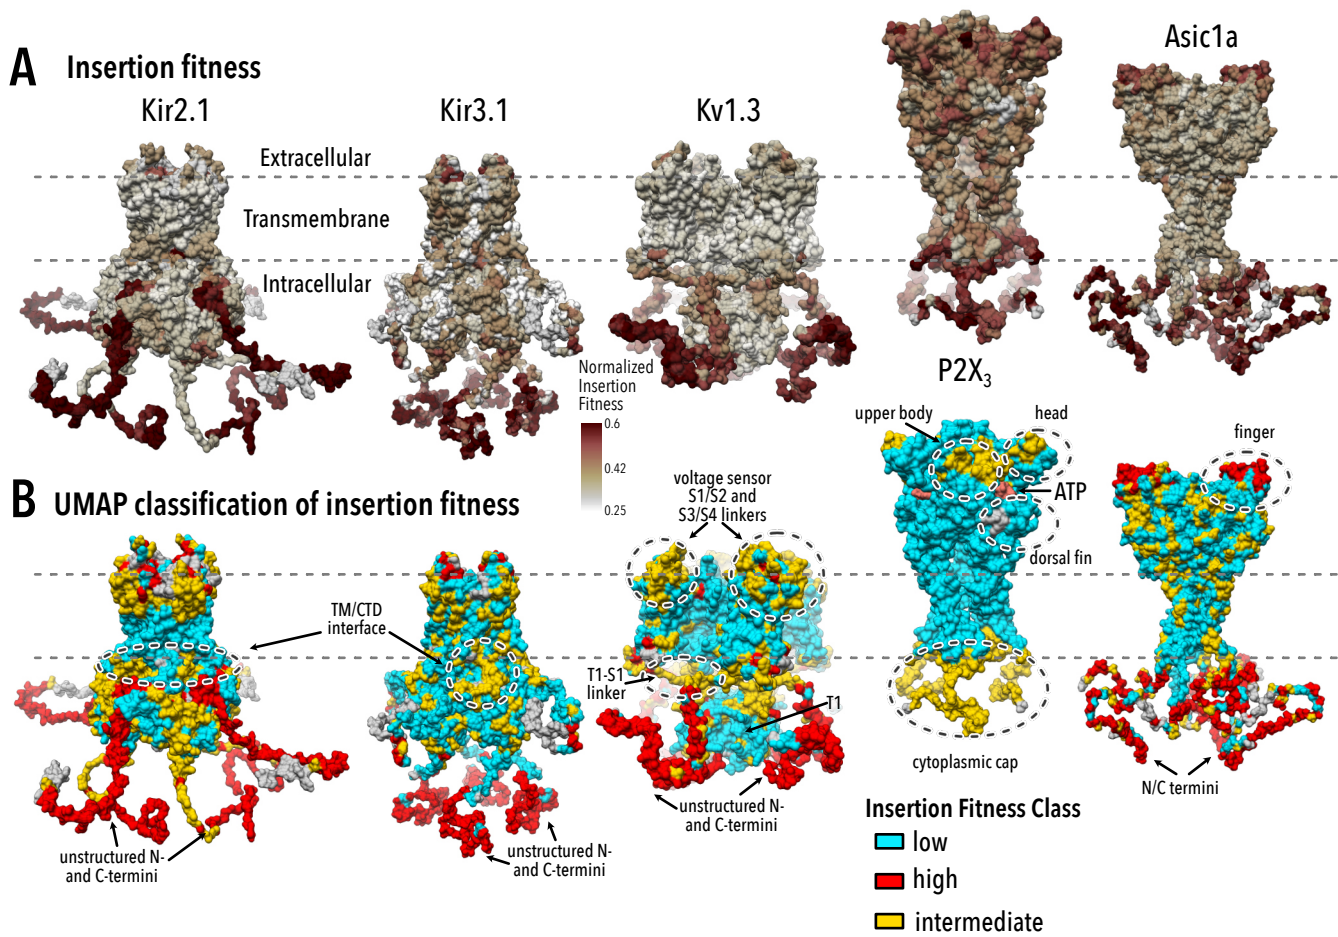 A Insertion fitness
Kir2.1
Kir3.1
Kv1.3
Asic1a
Extracellular
Transmembrane
Intracellular
Normalized
Insertion
Fitness
0.6
0.42
0.25
P2X₃
B UMAP classification of insertion fitness
TM/CTD
interface
unstructured N-
and C-termini
unstructured N-
and C-termini
voltage sensor
S1/S2 and
S3/S4 linkers
T1-S1
linker
T1
unstructured N-
and C-termini
upper body
head
ATP
dorsal fin
cytoplasmic cap
finger
N/C termini
Insertion Fitness Class
low
high
intermediate